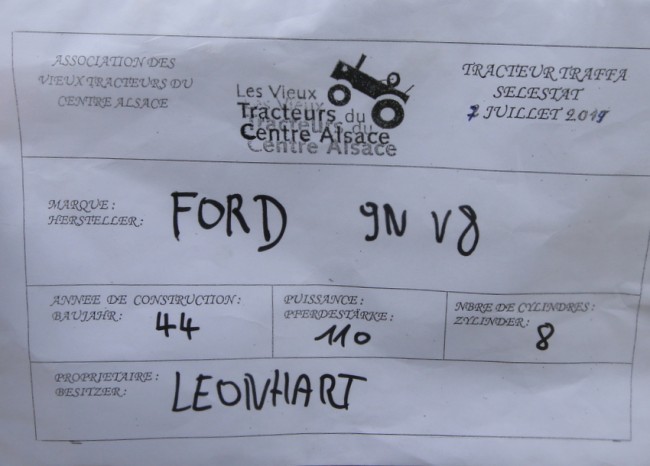 ASSOCIATION DES
VIEUX TRACTEURS DU
CENTRE ALSACE
Les Vieux
Tracteurs du
Centre Alsace
TRACTEUR TRAFFA
SELESTAT
JUILLET
MARQUE :
HERSTELLER :
FORD 9N V8
ANNEE DE CONSTRUCTION :
BAUJAHR :
44
PUISSANCE :
PFERDESTÄRKE :
110
NBRE DE CYLINDRES :
ZYLINDER :
8
PROPRIETAIRE :
BESITZER :
LEONHART